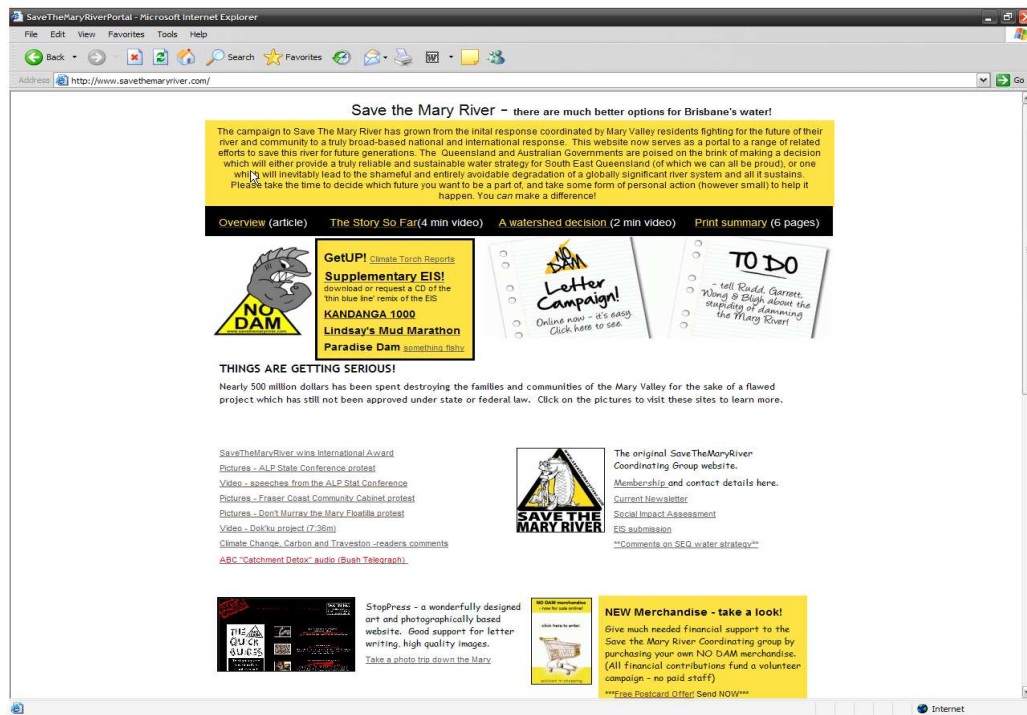 SaveTheMaryRiverPortal - Microsoft Internet Explorer
File Edit View Favorites Tools Help
Back Search Favorites
Address http://www.savethemaryriver.com/ Go
Save the Mary River - there are much better options for Brisbane's water!
The campaign to Save The Mary River has grown from the inital response coordinated by Mary Valley residents fighting for the future of their
river and community to a truly broad-based national and international response. This website now serves as a portal to a range of related
efforts to save this river for future generations. The Queensland and Australian Governments are poised on the brink of making a decision
which will either provide a truly reliable and sustainable water strategy for South East Queensland (of which we can all be proud), or one
which will inevitably lead to the shameful and entirely avoidable degradation of a globally significant river system and all it sustains.
Please take the time to decide which future you want to be a part of, and take some form of personal action (however small) to help it
happen. You can make a difference!
Overview (article) The Story So Far(4 min video) A watershed decision (2 min video) Print summary (6 pages)
NO
DAM
www.savethemaryriver.com
GetUP! Climate Torch Reports
Supplementary EIS!
download or request a CD of the
'thin blue line' remix of the EIS
KANDANGA 1000
Lindsay's Mud Marathon
Paradise Dam something fishy
NO
DAM
Letter
Campaign!
Online now - it's easy.
Click here to see.
TO DO
- tell Rudd, Garrett,
Wong & Bligh about the
stupidity of damming
the Mary River!
THINGS ARE GETTING SERIOUS!
Nearly 500 million dollars has been spent destroying the families and communities of the Mary Valley for the sake of a flawed
project which has still not been approved under state or federal law. Click on the pictures to visit these sites to learn more.
SaveTheMaryRiver wins International Award
Pictures - ALP State Conference protest
Video - speeches from the ALP Stat Conference
Pictures - Fraser Coast Community Cabinet protest
Pictures - Don't Murray the Mary Floatilla protest
Video - Dok'ku project (7:36m)
Climate Change, Carbon and Traveston -readers comments
ABC "Catchment Detox" audio (Bush Telegraph)
SAVE THE
MARY RIVER
The original SaveTheMaryRiver
Coordinating Group website.
Membership and contact details here.
Current Newsletter
Social Impact Assessment
EIS submission
**Comments on SEQ water strategy**
THE
QUICK
GUIDES
StopPress - a wonderfully designed
art and photographically based
website. Good support for letter
writing, high quality images.
Take a photo trip down the Mary
NO DAM merchandise
- now for sale online!
click here to enter
NEW Merchandise - take a look!
Give much needed financial support to the
Save the Mary River Coordinating group by
purchasing your own NO DAM merchandise.
(All financial contributions fund a volunteer
campaign - no paid staff)
***Free Postcard Offer! Send NOW***
Internet